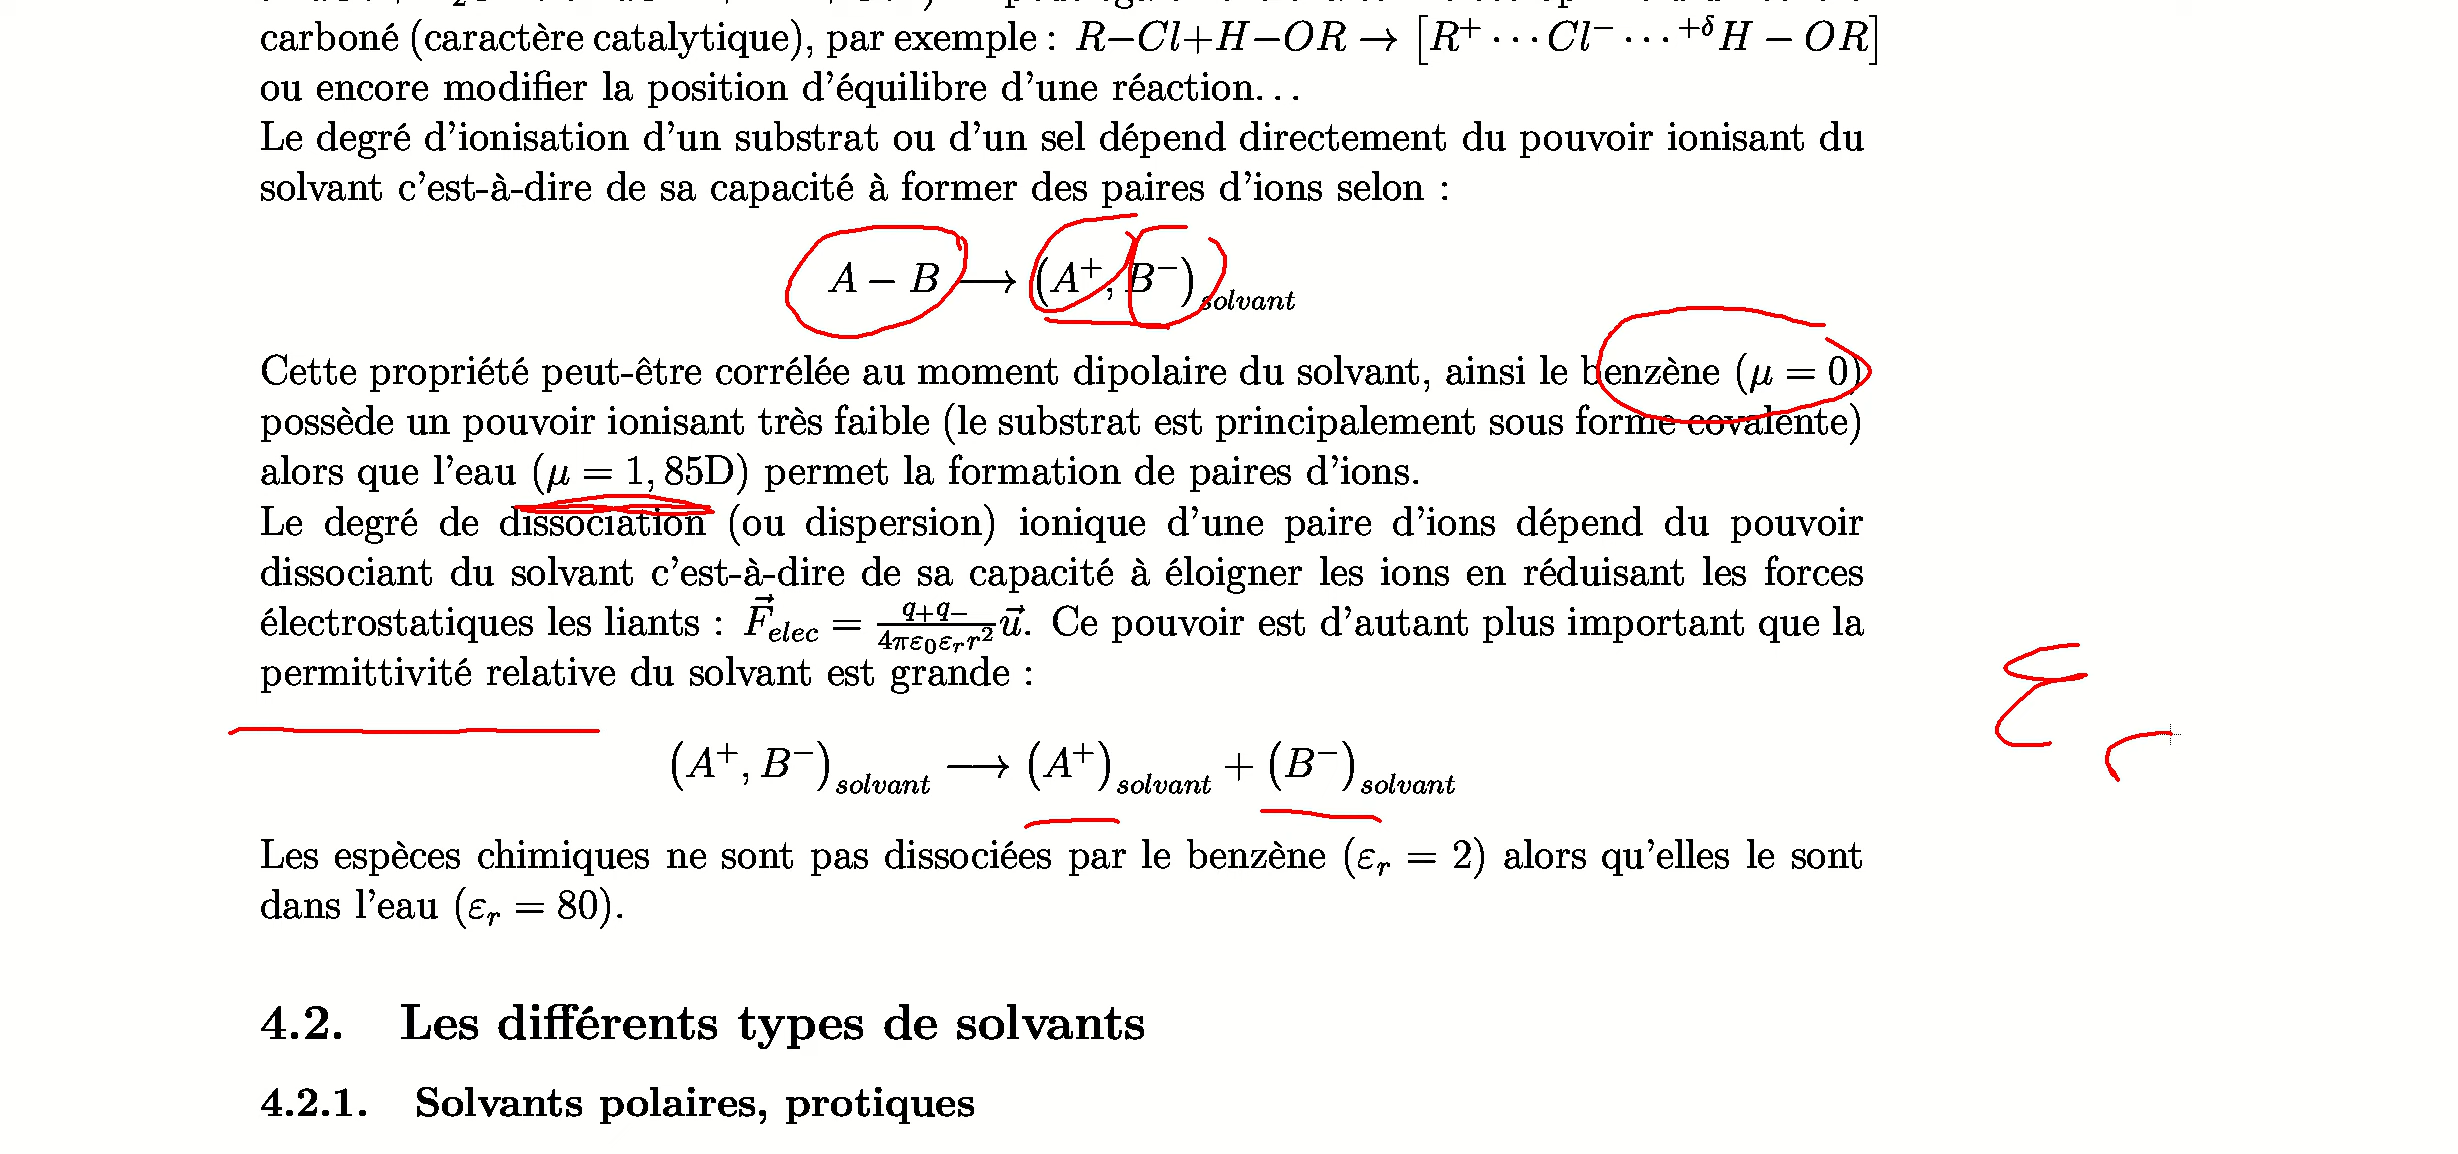 carboné (caractère catalytique), par exemple : R−Cl+H−OR → [R⁺ ··· Cl⁻ ··· ⁺ᵟH − OR]
ou encore modifier la position d'équilibre d'une réaction...
Le degré d'ionisation d'un substrat ou d'un sel dépend directement du pouvoir ionisant du
solvant c'est-à-dire de sa capacité à former des paires d'ions selon :
A − B ⟶ (A⁺, B⁻)solvant
Cette propriété peut-être corrélée au moment dipolaire du solvant, ainsi le benzène (μ = 0)
possède un pouvoir ionisant très faible (le substrat est principalement sous forme covalente)
alors que l'eau (μ = 1, 85D) permet la formation de paires d'ions.
Le degré de dissociation (ou dispersion) ionique d'une paire d'ions dépend du pouvoir
dissociant du solvant c'est-à-dire de sa capacité à éloigner les ions en réduisant les forces
électrostatiques les liants : F⃗elec = q₊q₋/4πε₀εᵣr² u⃗. Ce pouvoir est d'autant plus important que la
permittivité relative du solvant est grande :
ε
(A⁺, B⁻)solvant ⟶ (A⁺)solvant + (B⁻)solvant
Les espèces chimiques ne sont pas dissociées par le benzène (εᵣ = 2) alors qu'elles le sont
dans l'eau (εᵣ = 80).
4.2. Les différents types de solvants
4.2.1. Solvants polaires, protiques